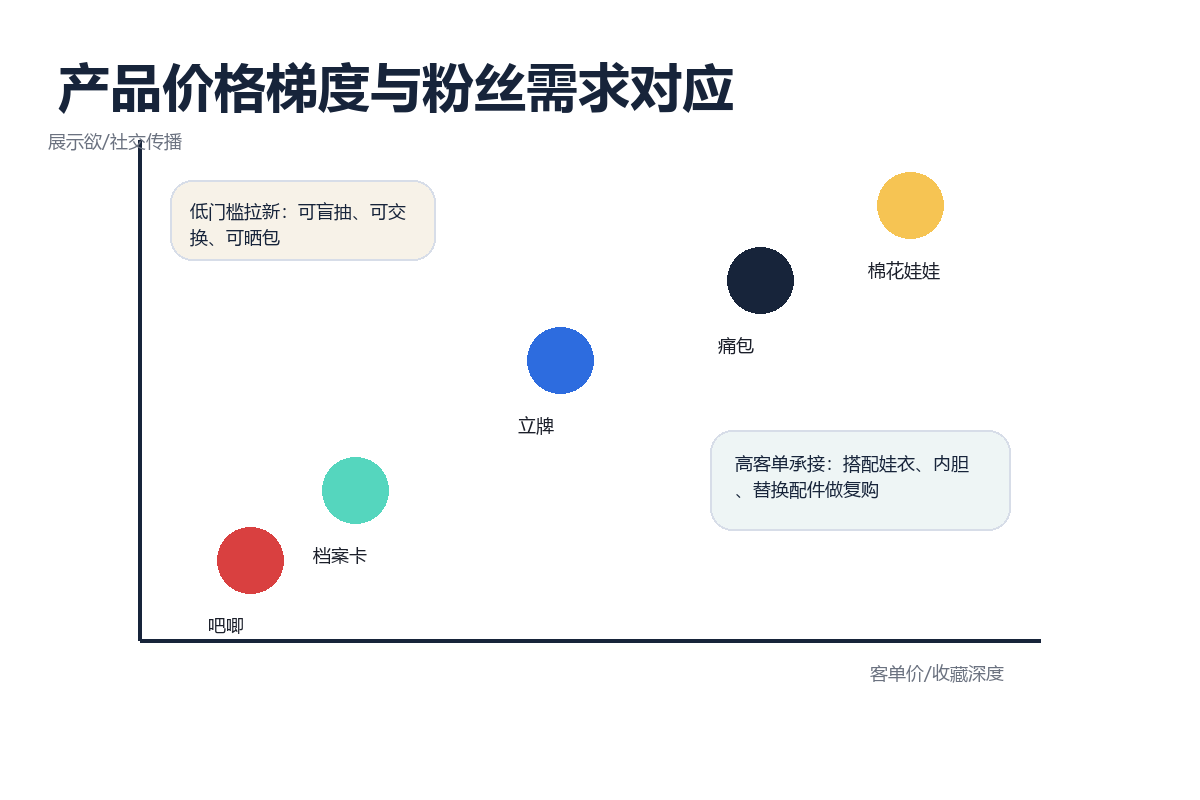 产品价格梯度与粉丝需求对应
展示欲/社交传播
低门槛拉新：可盲抽、可交
换、可晒包
棉花娃娃
痛包
立牌
高客单承接：搭配娃衣、内胆
、替换配件做复购
档案卡
吧唧
客单价/收藏深度